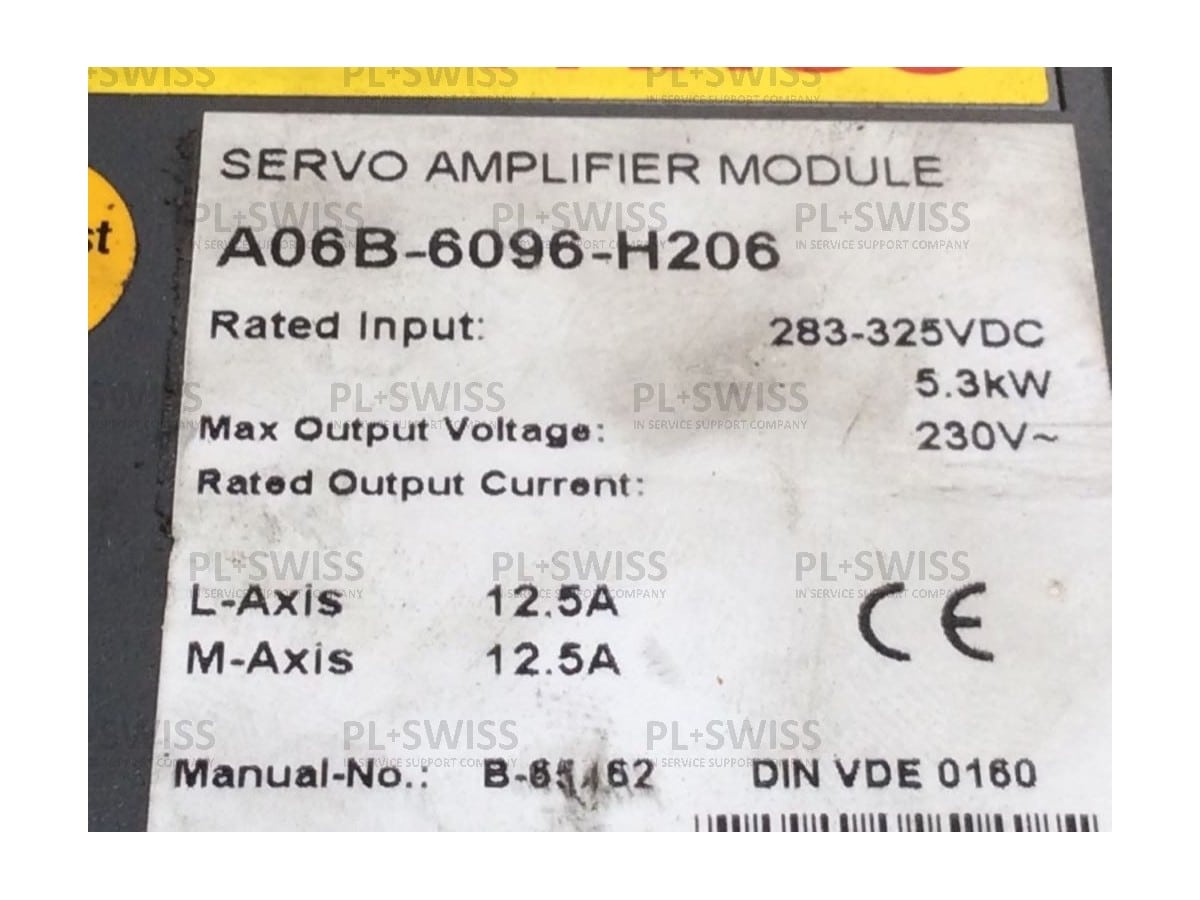 SERVO AMPLIFIER MODULE
A06B-6096-H206
Rated Input: 283-325VDC
5.3kW
Max Output Voltage: 230V~
Rated Output Current:
L-Axis 12.5A
M-Axis 12.5A
CE
Manual-No.: DIN VDE 0160
PL+SWISS
IN SERVICE SUPPORT COMPANY